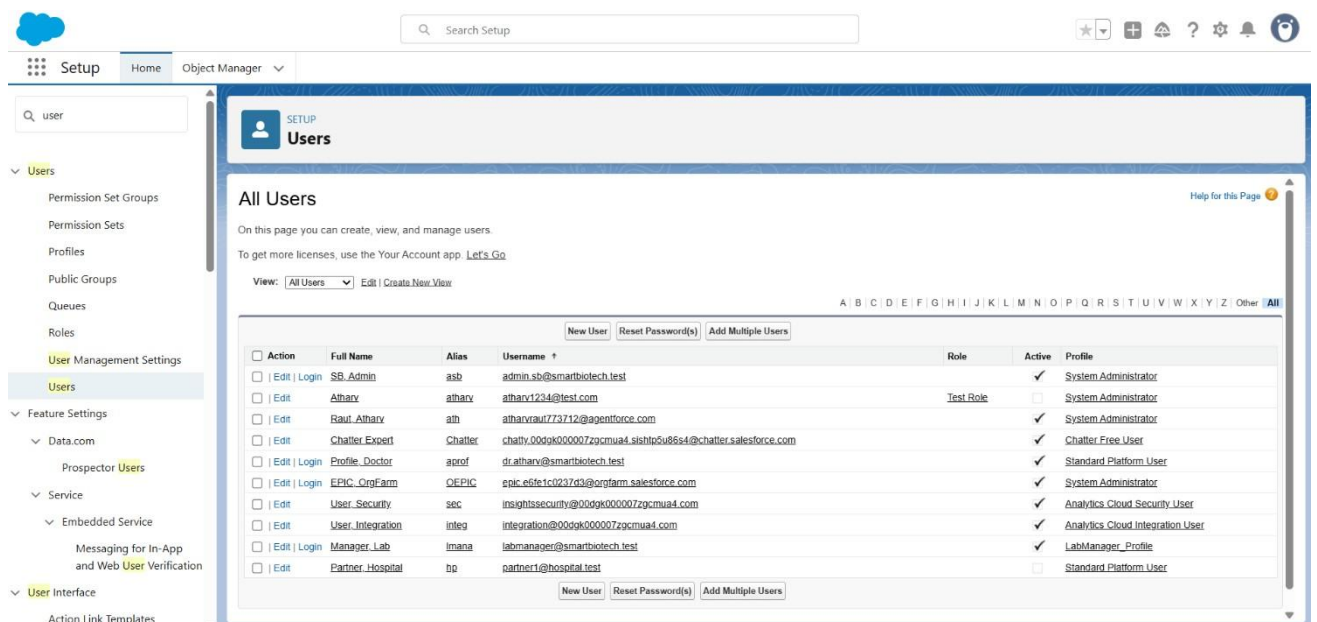 Search Setup
Setup Home Object Manager
user
Users
Permission Set Groups
Permission Sets
Profiles
Public Groups
Queues
Roles
User Management Settings
Users
Feature Settings
Data.com
Prospector Users
Service
Embedded Service
Messaging for In-App
and Web User Verification
User Interface
Action Link Templates
SETUP
Users
All Users
Help for this Page
On this page you can create, view, and manage users.
To get more licenses, use the Your Account app. Let's Go
View: All Users Edit | Create New View
A | B | C | D | E | F | G | H | I | J | K | L | M | N | O | P | Q | R | S | T | U | V | W | X | Y | Z | Other All
New User Reset Password(s) Add Multiple Users
Action Full Name Alias Username ↑ Role Active Profile
| Edit | Login SB, Admin asb admin.sb@smartbiotech.test System Administrator
| Edit Atharv atharv atharv1234@test.com Test Role System Administrator
| Edit Raut, Atharv ath atharvraut773712@agentforce.com System Administrator
| Edit Chatter Expert Chatter chatty.00dgk000007zgcmua4.sishtp5u86s4@chatter.salesforce.com Chatter Free User
| Edit | Login Profile, Doctor aprof dr.atharv@smartbiotech.test Standard Platform User
| Edit | Login EPIC, OrgFarm OEPIC epic.e6fe1c0237d3@orgfarm.salesforce.com System Administrator
| Edit User, Security sec insightssecurity@00dgk000007zgcmua4.com Analytics Cloud Security User
| Edit User, Integration integ integration@00dgk000007zgcmua4.com Analytics Cloud Integration User
| Edit | Login Manager, Lab lmana labmanager@smartbiotech.test LabManager_Profile
| Edit Partner, Hospital hp partner1@hospital.test Standard Platform User
New User Reset Password(s) Add Multiple Users